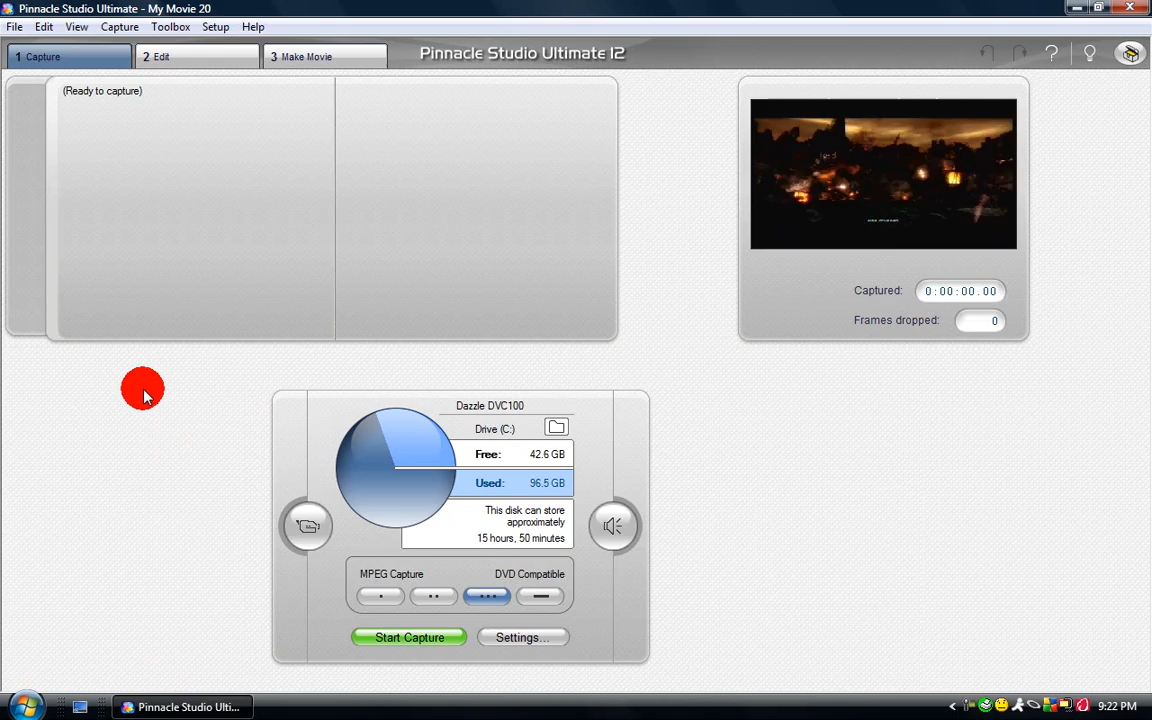 Pinnacle Studio Ultimate - My Movie 20
File Edit View Capture Toolbox Setup Help
1 Capture 2 Edit 3 Make Movie Pinnacle Studio Ultimate 12
(Ready to capture)
Captured: 0:00:00.00
Frames dropped: 0
Dazzle DVC100
Drive (C:)
Free: 42.6 GB
Used: 96.5 GB
This disk can store
approximately
15 hours, 50 minutes
MPEG Capture DVD Compatible
Start Capture Settings...
Pinnacle Studio Ulti... 9:22 PM